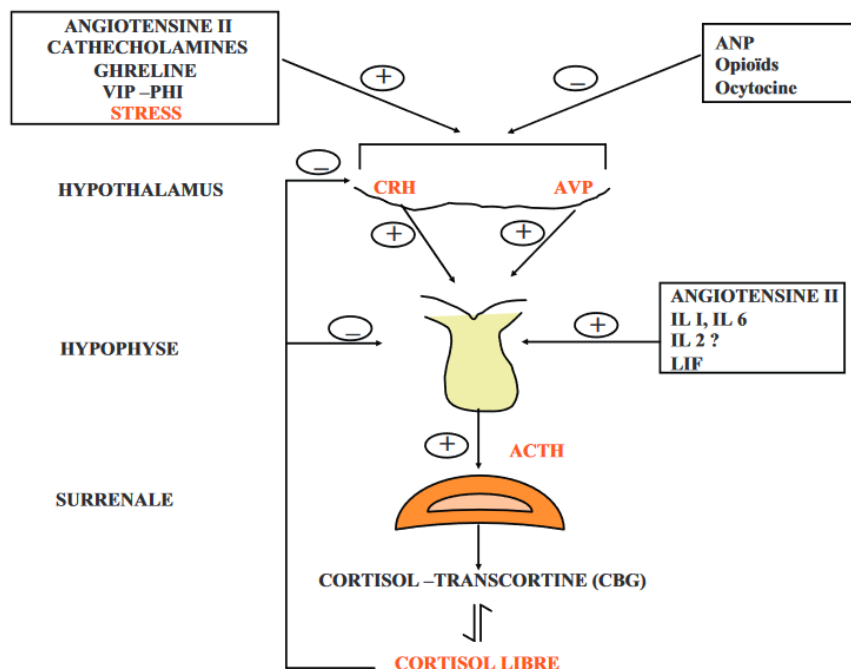 ANGIOTENSINE II
CATHECHOLAMINES
GHRELINE
VIP –PHI
STRESS
+
–
ANP
Opioïds
Ocytocine
–
HYPOTHALAMUS
CRH
AVP
+
+
ANGIOTENSINE II
IL I, IL 6
IL 2 ?
LIF
–
+
HYPOPHYSE
+
ACTH
SURRENALE
CORTISOL –TRANSCORTINE (CBG)
CORTISOL LIBRE